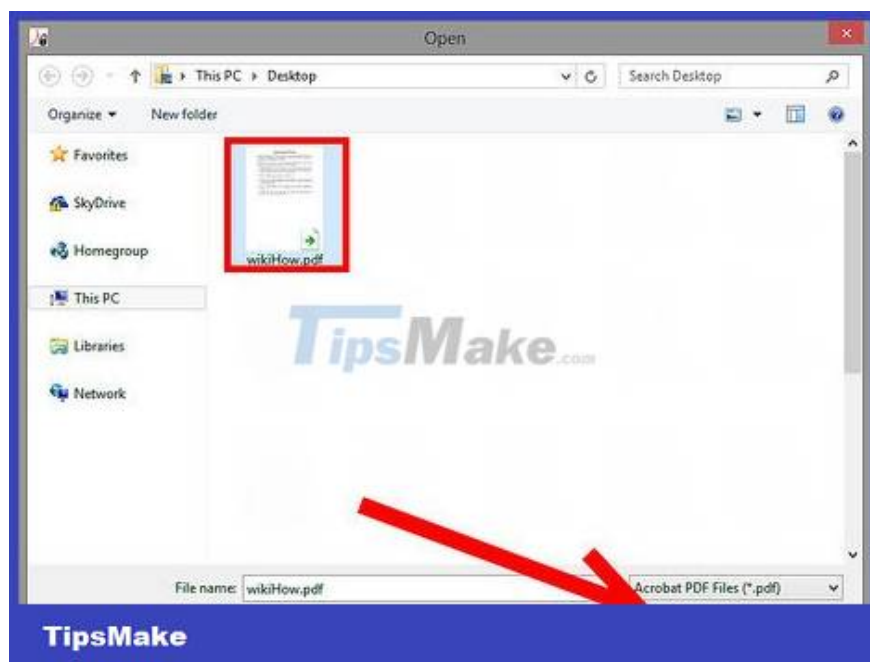 Open
This PC Desktop
Search Desktop
Organize
New folder
Favorites
SkyDrive
Homegroup
This PC
Libraries
Network
wikiHow.pdf
TipsMake.com
File name: wikiHow.pdf
Acrobat PDF Files (*.pdf)
TipsMake